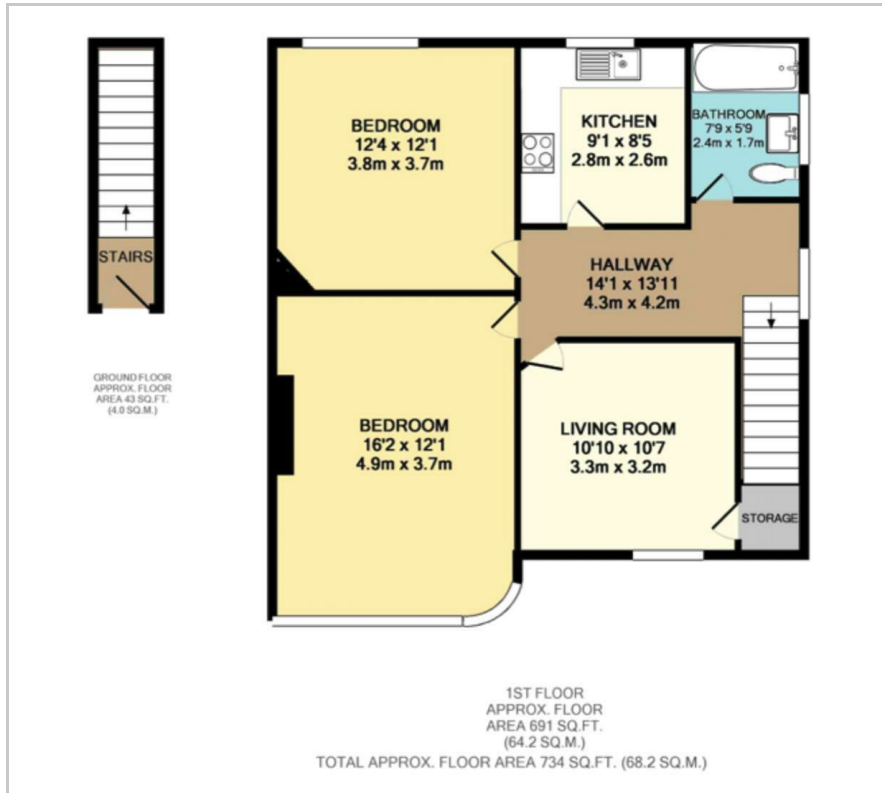 STAIRS
GROUND FLOOR
APPROX. FLOOR
AREA 43 SQ.FT.
(4.0 SQ.M.)
BEDROOM
12'4 x 12'1
3.8m x 3.7m
KITCHEN
9'1 x 8'5
2.8m x 2.6m
BATHROOM
7'9 x 5'9
2.4m x 1.7m
HALLWAY
14'1 x 13'11
4.3m x 4.2m
BEDROOM
16'2 x 12'1
4.9m x 3.7m
LIVING ROOM
10'10 x 10'7
3.3m x 3.2m
STORAGE
1ST FLOOR
APPROX. FLOOR
AREA 691 SQ.FT.
(64.2 SQ.M.)
TOTAL APPROX. FLOOR AREA 734 SQ.FT. (68.2 SQ.M.)